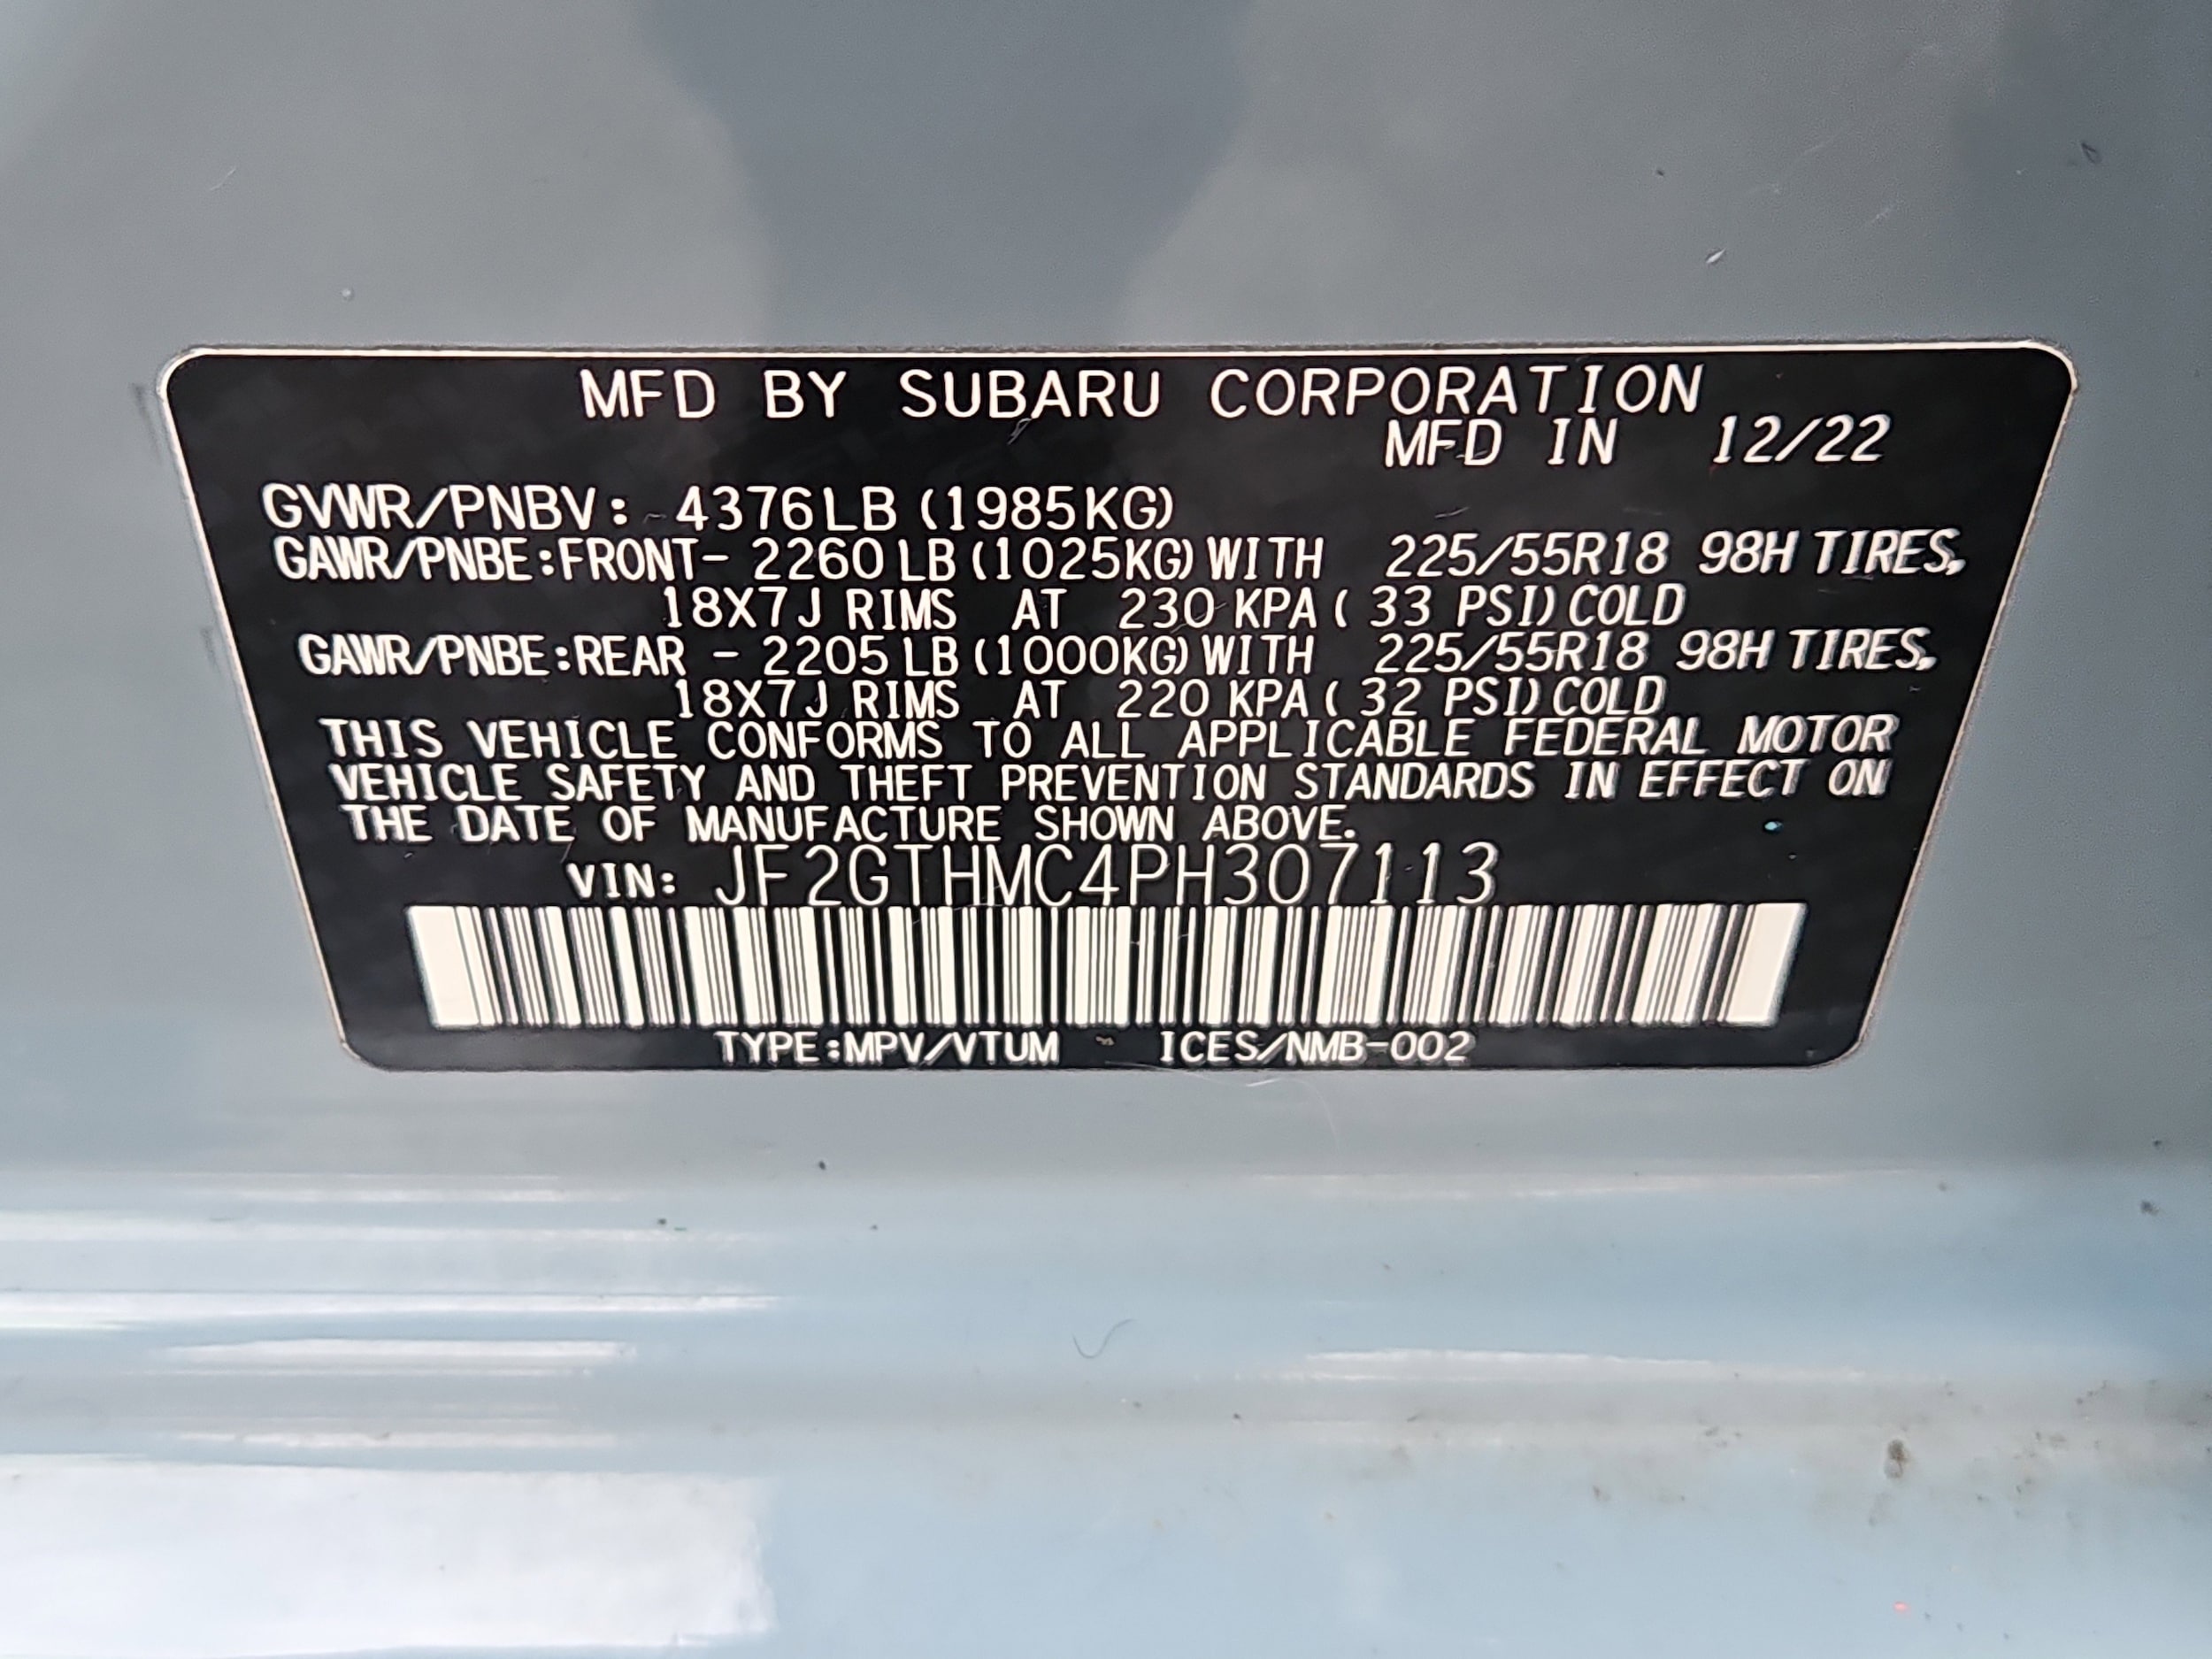 MFD BY SUBARU CORPORATION
MFD IN 12/22
GVWR/PNBV: 4376LB (1985KG)
GAWR/PNBE:FRONT- 2260 LB (1025KG) WITH 225/55R18 98H TIRES,
18X7J RIMS AT 230 KPA ( 33 PSI) COLD
GAWR/PNBE:REAR - 2205 LB (1000KG) WITH 225/55R18 98H TIRES,
18X7J RIMS AT 220 KPA ( 32 PSI) COLD
THIS VEHICLE CONFORMS TO ALL APPLICABLE FEDERAL MOTOR
VEHICLE SAFETY AND THEFT PREVENTION STANDARDS IN EFFECT ON
THE DATE OF MANUFACTURE SHOWN ABOVE.
VIN: JF2GTHMC4PH307113
TYPE:MPV/VTUM ICES/NMB-002